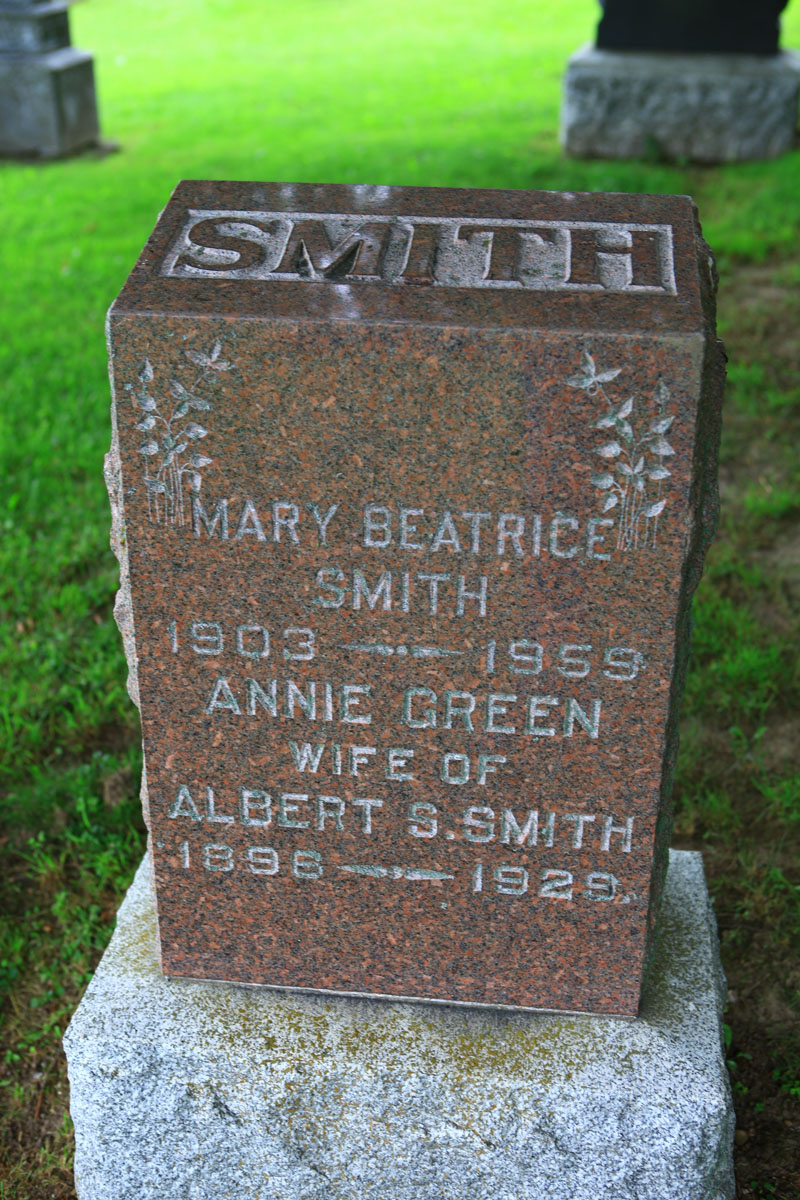 SMITH
MARY BEATRICE
SMITH
1903 — 1959
ANNIE GREEN
WIFE OF
ALBERT S. SMITH
1896 — 1929